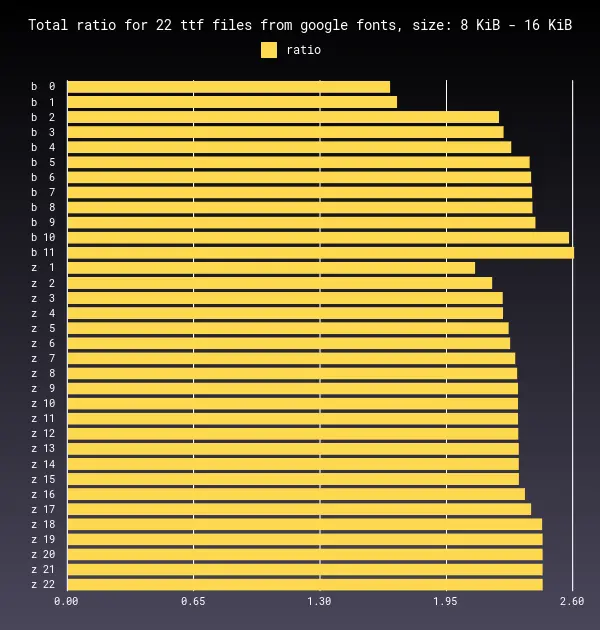 Total ratio for 22 ttf files from google fonts, size: 8 KiB - 16 KiB
ratio
b 0
b 1
b 2
b 3
b 4
b 5
b 6
b 7
b 8
b 9
b 10
b 11
z 1
z 2
z 3
z 4
z 5
z 6
z 7
z 8
z 9
z 10
z 11
z 12
z 13
z 14
z 15
z 16
z 17
z 18
z 19
z 20
z 21
z 22
0.00 0.65 1.30 1.95 2.60